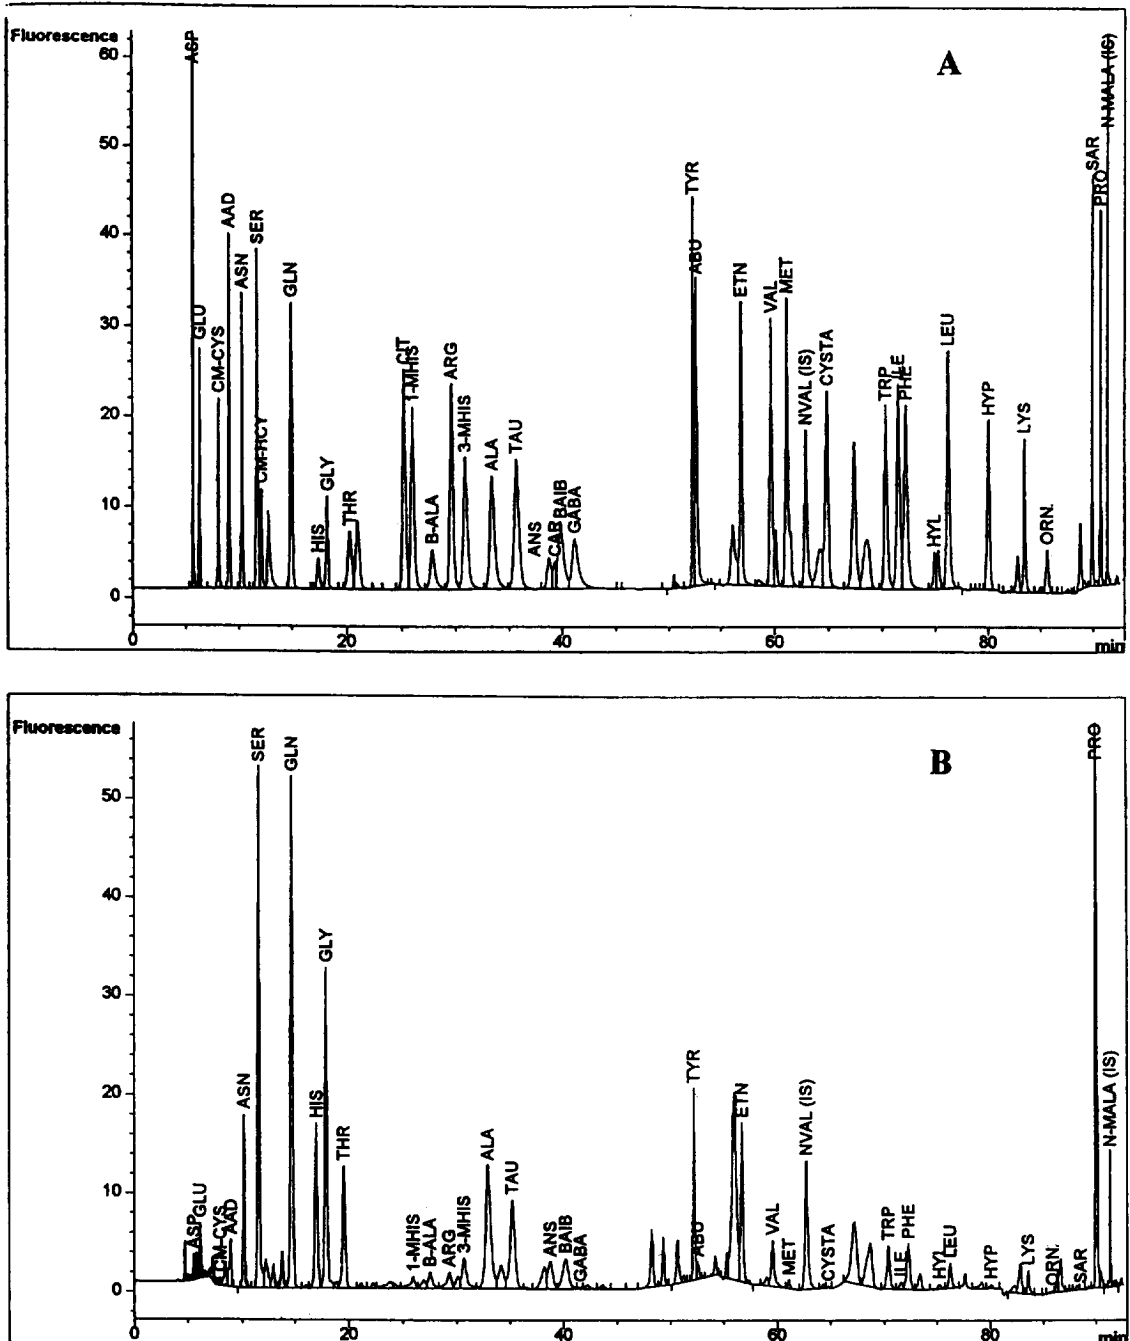 Fluorescence
A
60
50
40
30
20
10
0
ASP
GLU
CM-CYS
AAD
ASN
SER
CM-HCY
GLN
HIS
GLY
THR
CIT
1-MHIS
B-ALA
ARG
3-MHIS
ALA
TAU
ANS
CAR
BAIB
GABA
TYR
ABU
ETN
VAL
MET
NVAL (IS)
CYSTA
TRP
ILE
PHE
HYL
LEU
HYP
LYS
ORN.
SAR
PRO
N-MALA (IS)
0 20 40 60 80 min
Fluorescence
B
50
40
30
20
10
0
ASP
GLU
CM-CYS
AAD
ASN
SER
GLN
HIS
GLY
THR
1-MHIS
B-ALA
ARG
3-MHIS
ALA
TAU
ANS
BAIB
GABA
TYR
ABU
ETN
VAL
MET
NVAL (IS)
CYSTA
TRP
ILE
PHE
HYL
LEU
HYP
LYS
ORN.
SAR
PRO
N-MALA (IS)
0 20 40 60 80 min